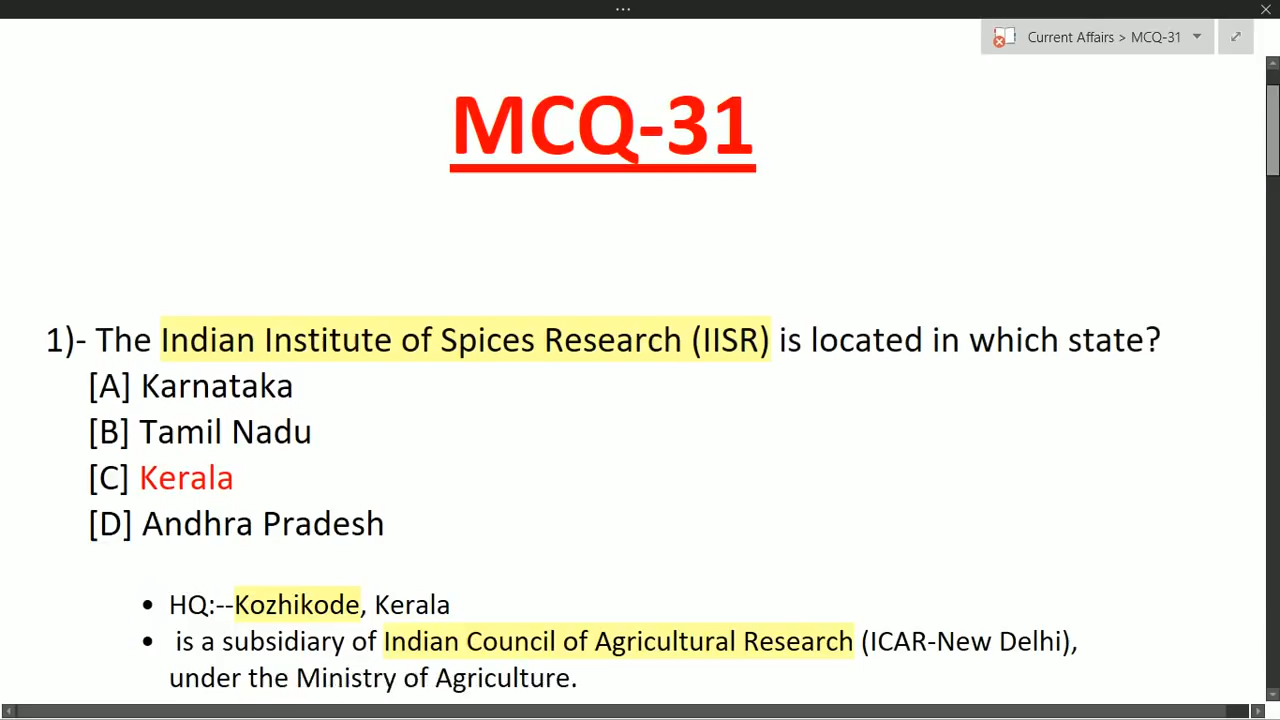 Current Affairs > MCQ-31
MCQ-31
1)- The Indian Institute of Spices Research (IISR) is located in which state?
[A] Karnataka
[B] Tamil Nadu
[C] Kerala
[D] Andhra Pradesh
• HQ:--Kozhikode, Kerala
• is a subsidiary of Indian Council of Agricultural Research (ICAR-New Delhi),
under the Ministry of Agriculture.